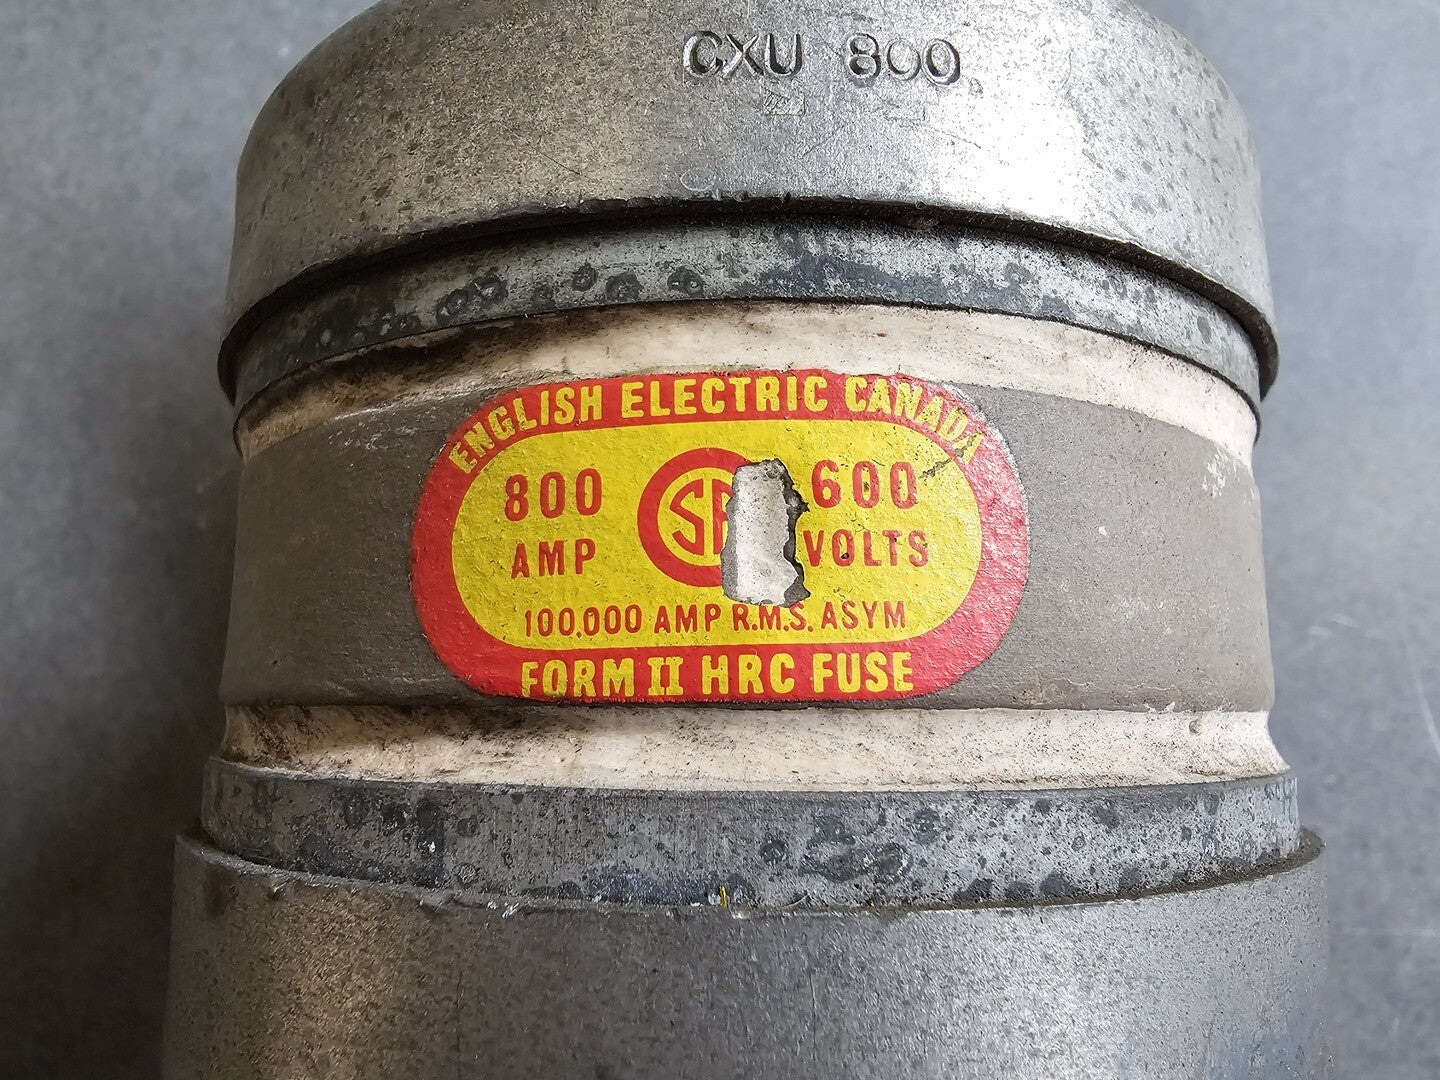 CXU 800
ENGLISH ELECTRIC CANADA
800
AMP
600
VOLTS
100,000 AMP R.M.S. ASYM
FORM II HRC FUSE